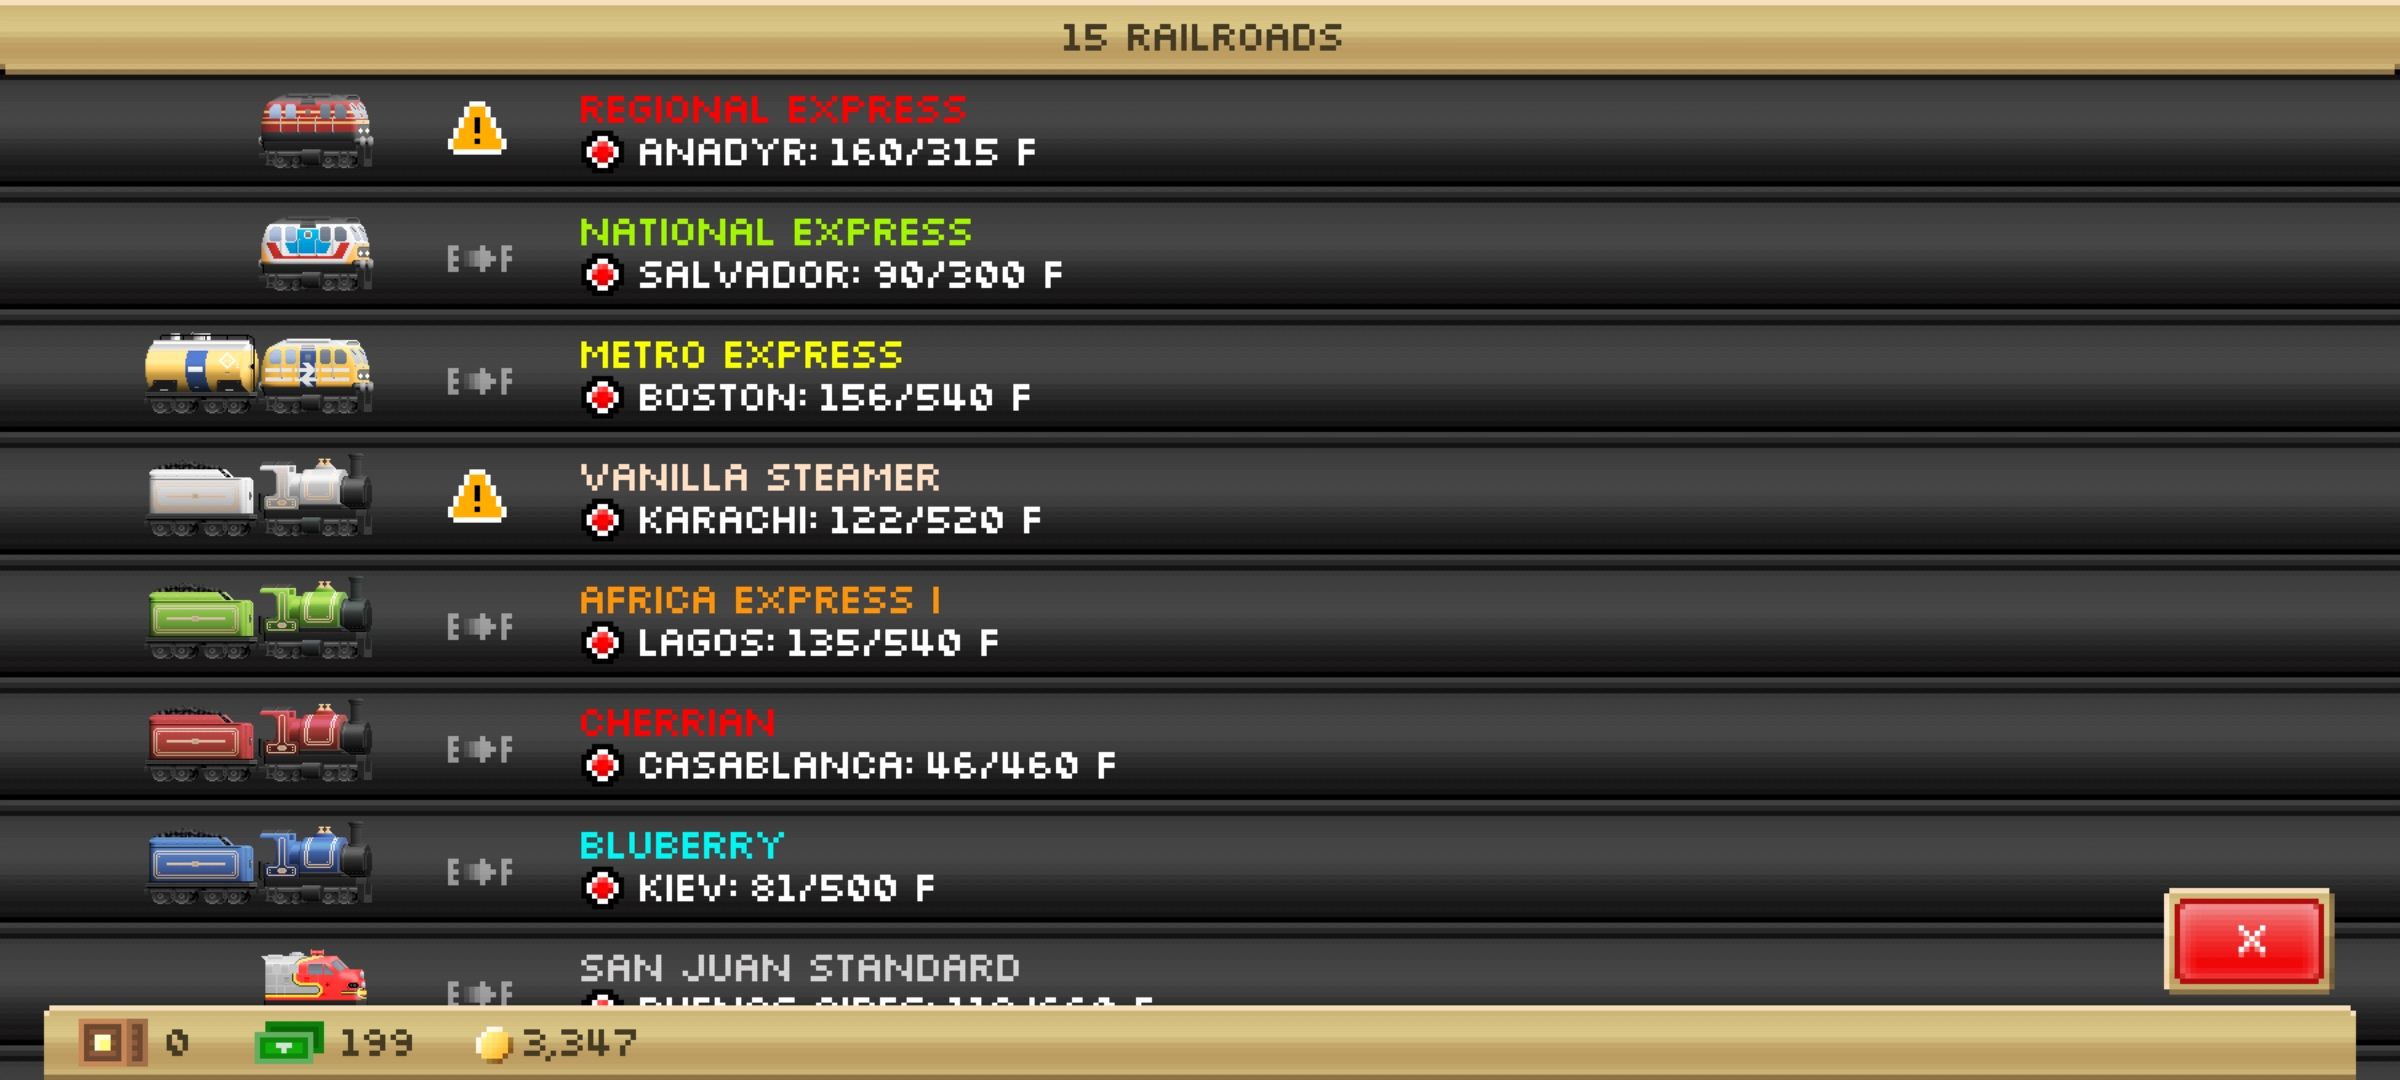 15 RAILROADS
REGIONAL EXPRESS
ANADYR: 160/315 F
NATIONAL EXPRESS
E F
SALVADOR: 90/300 F
METRO EXPRESS
E F
BOSTON: 156/540 F
VANILLA STEAMER
KARACHI: 122/520 F
AFRICA EXPRESS I
E F
LAGOS: 135/540 F
CHERRIAN
E F
CASABLANCA: 46/460 F
BLUBERRY
E F
KIEV: 81/500 F
SAN JUAN STANDARD
E F
0 199 3,347